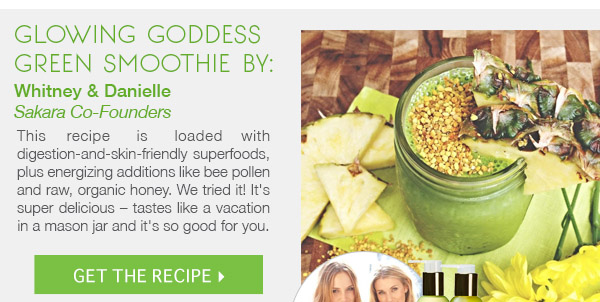 GLOWING GODDESS
GREEN SMOOTHIE BY:
Whitney & Danielle
Sakara Co-Founders
This recipe is loaded with
digestion-and-skin-friendly superfoods,
plus energizing additions like bee pollen
and raw, organic honey. We tried it! It's
super delicious – tastes like a vacation
in a mason jar and it's so good for you.
GET THE RECIPE